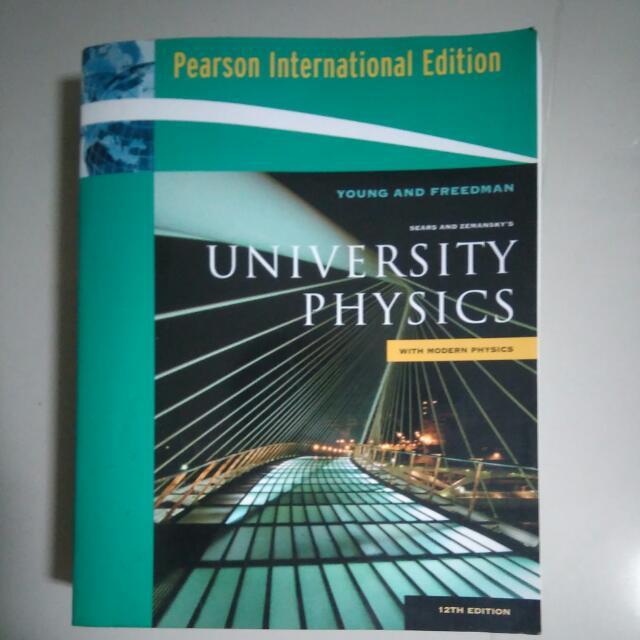 Pearson International Edition
YOUNG AND FREEDMAN
SEARS AND ZEMANSKY'S
UNIVERSITY
PHYSICS
WITH MODERN PHYSICS
12TH EDITION